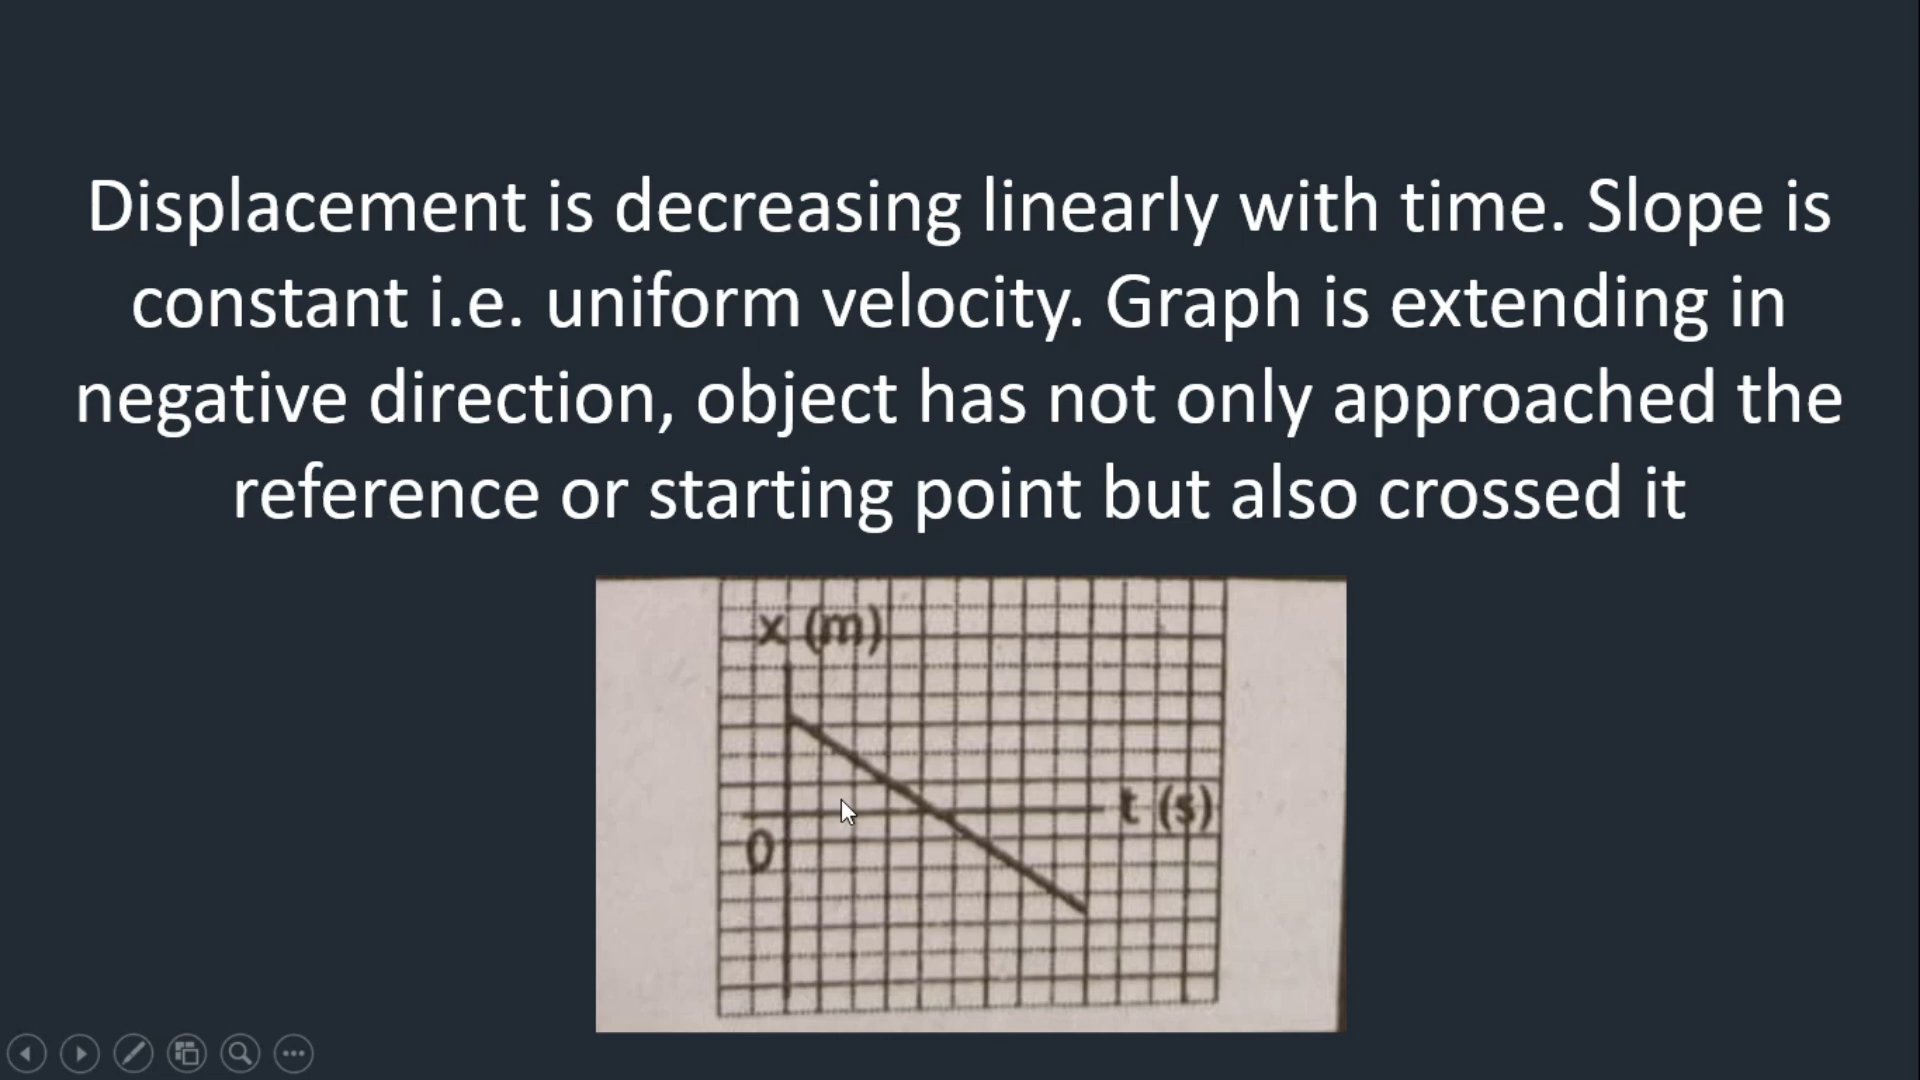 Displacement is decreasing linearly with time. Slope is
constant i.e. uniform velocity. Graph is extending in
negative direction, object has not only approached the
reference or starting point but also crossed it
x (m)
t (s)
0